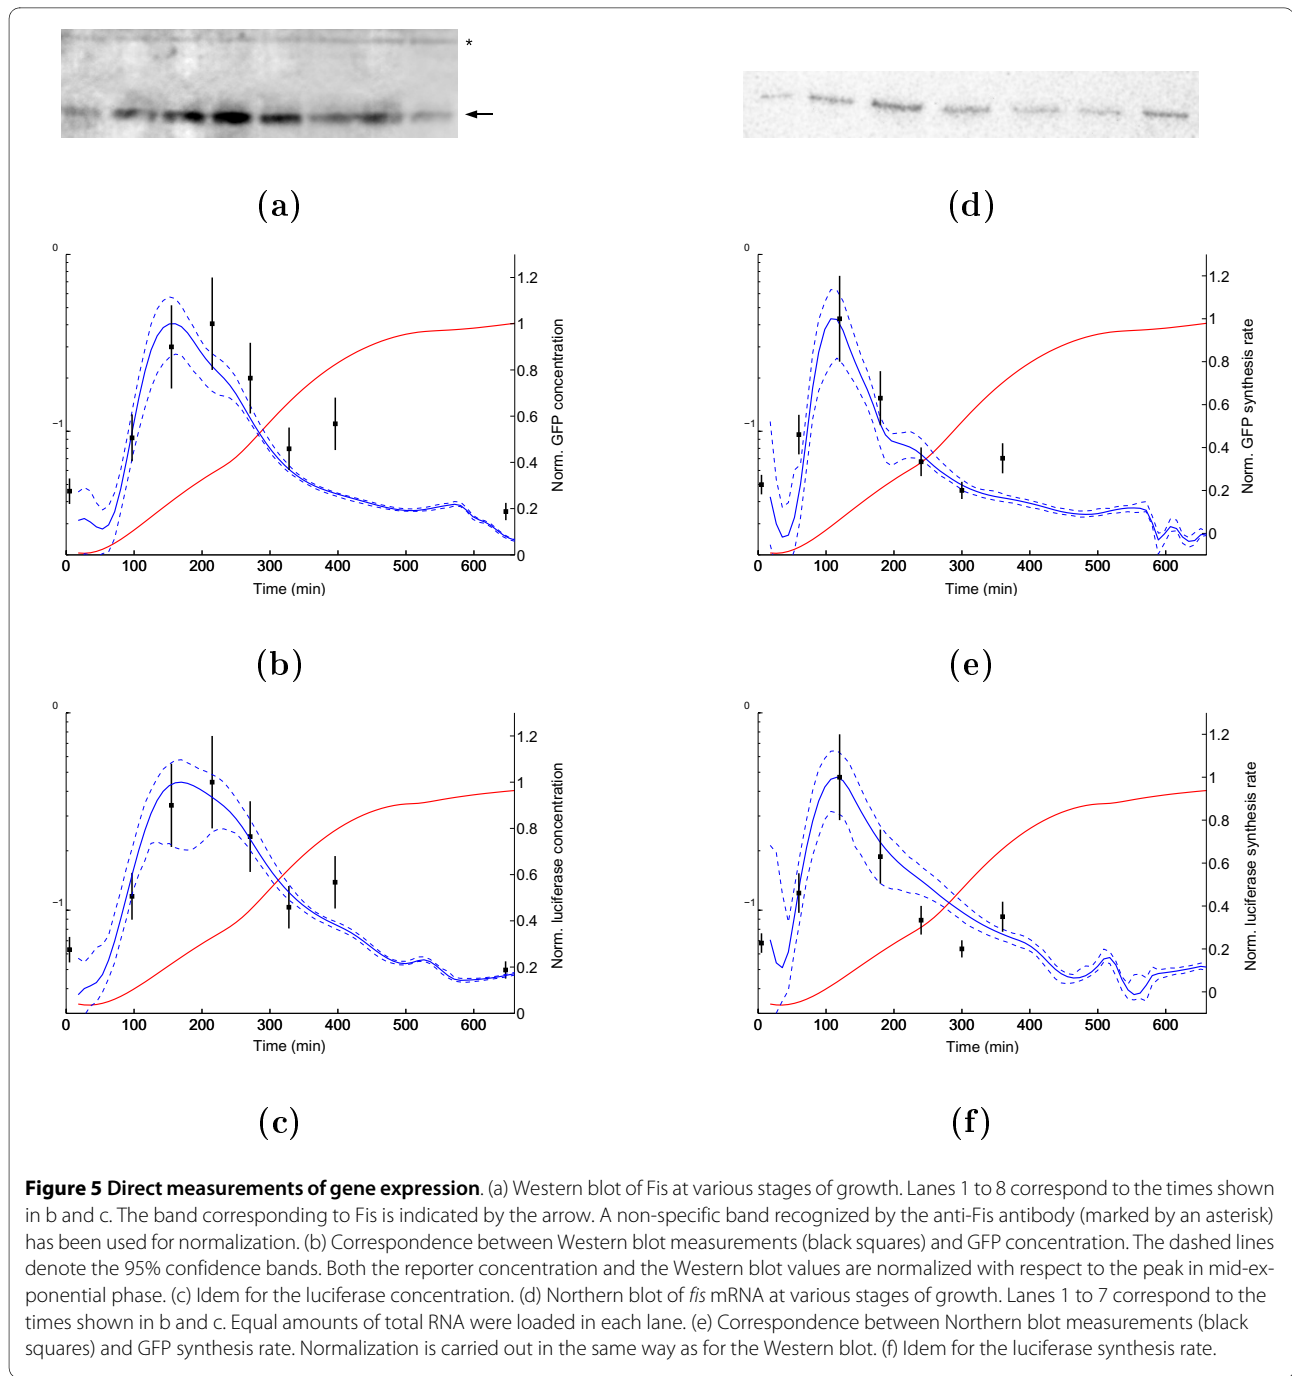 *
(a)
(d)
0
−1
0
0.2
0.4
0.6
0.8
1
1.2
Norm. GFP concentration
0 100 200 300 400 500 600
Time (min)
(b)
0
−1
0
0.2
0.4
0.6
0.8
1
1.2
Norm. GFP synthesis rate
0 100 200 300 400 500 600
Time (min)
(e)
0
−1
0
0.2
0.4
0.6
0.8
1
1.2
Norm. luciferase concentration
0 100 200 300 400 500 600
Time (min)
(c)
0
−1
0
0.2
0.4
0.6
0.8
1
1.2
Norm. luciferase synthesis rate
0 100 200 300 400 500 600
Time (min)
(f)
Figure 5 Direct measurements of gene expression. (a) Western blot of Fis at various stages of growth. Lanes 1 to 8 correspond to the times shown
in b and c. The band corresponding to Fis is indicated by the arrow. A non-specific band recognized by the anti-Fis antibody (marked by an asterisk)
has been used for normalization. (b) Correspondence between Western blot measurements (black squares) and GFP concentration. The dashed lines
denote the 95% confidence bands. Both the reporter concentration and the Western blot values are normalized with respect to the peak in mid-ex-
ponential phase. (c) Idem for the luciferase concentration. (d) Northern blot of fis mRNA at various stages of growth. Lanes 1 to 7 correspond to the
times shown in b and c. Equal amounts of total RNA were loaded in each lane. (e) Correspondence between Northern blot measurements (black
squares) and GFP synthesis rate. Normalization is carried out in the same way as for the Western blot. (f) Idem for the luciferase synthesis rate.